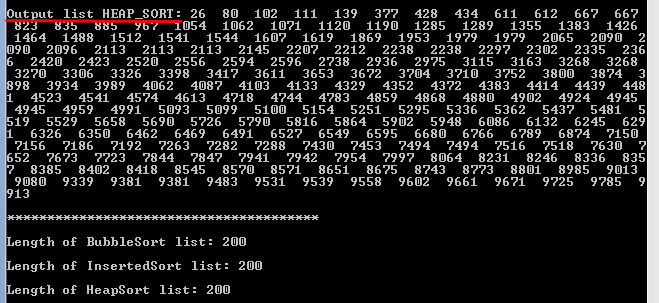 Output list HEAP_SORT: 26 80 102 111 139 377 428 434 611 612 667 667
823 835 885 967 1054 1062 1071 1120 1190 1285 1289 1355 1383 1426
1464 1488 1512 1541 1544 1607 1619 1869 1953 1979 1979 2065 2090 2
090 2096 2113 2113 2113 2145 2207 2212 2238 2238 2297 2302 2335 236
6 2420 2423 2520 2556 2594 2596 2738 2936 2995 3115 3163 3268 3268
3270 3306 3326 3398 3417 3611 3653 3672 3704 3710 3752 3800 3874 3
898 3934 3989 4062 4087 4103 4133 4329 4352 4372 4383 4414 4439 448
1 4523 4541 4574 4613 4718 4744 4783 4859 4868 4880 4902 4924 4945
4945 4959 4991 5093 5099 5100 5154 5251 5295 5336 5362 5437 5481 5
519 5529 5658 5690 5726 5790 5816 5864 5902 5948 6086 6132 6245 629
1 6326 6350 6462 6469 6491 6527 6549 6595 6680 6766 6789 6874 7150
7156 7186 7192 7263 7282 7288 7430 7453 7494 7494 7516 7518 7630 7
652 7673 7723 7844 7847 7941 7942 7954 7997 8064 8231 8246 8336 835
7 8385 8402 8418 8545 8570 8571 8651 8675 8743 8773 8801 8985 9013
9080 9339 9381 9381 9483 9531 9539 9558 9602 9661 9671 9725 9785 9
913
***************************************
Length of BubbleSort list: 200
Length of InsertedSort list: 200
Length of HeapSort list: 200